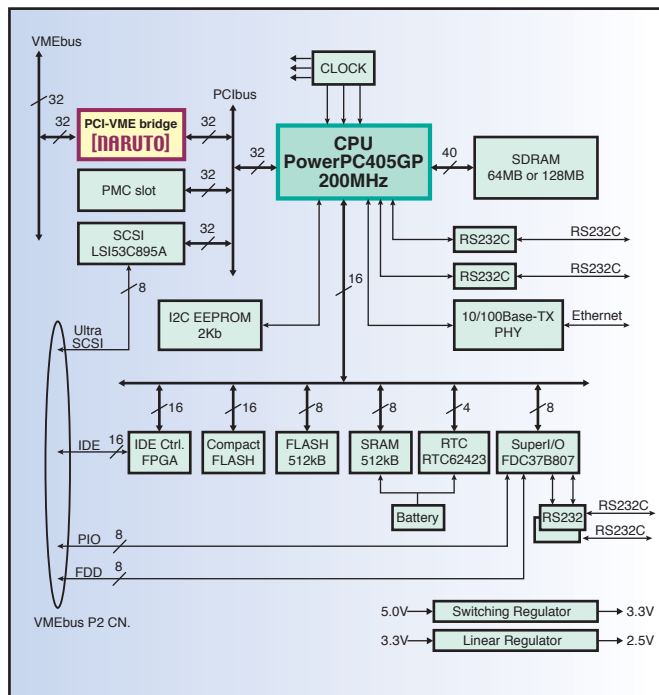 VMEbus
32
32
PCI-VME bridge
[NARUTO]
32
PCIbus
CLOCK
32
CPU
PowerPC405GP
200MHz
40
SDRAM
64MB or 128MB
PMC slot
32
SCSI
LSI53C895A
32
8
RS232C
RS232C
RS232C
RS232C
16
I2C EEPROM
2Kb
10/100Base-TX
PHY
Ethernet
Ultra
SCSI
16
16
8
8
4
8
IDE
16
IDE Ctrl.
FPGA
Compact
FLASH
FLASH
512kB
SRAM
512kB
RTC
RTC62423
SuperI/O
FDC37B807
Battery
RS232
RS232C
RS232C
PIO
8
FDD
8
VMEbus P2 CN.
5.0V
Switching Regulator
3.3V
3.3V
Linear Regulator
2.5V